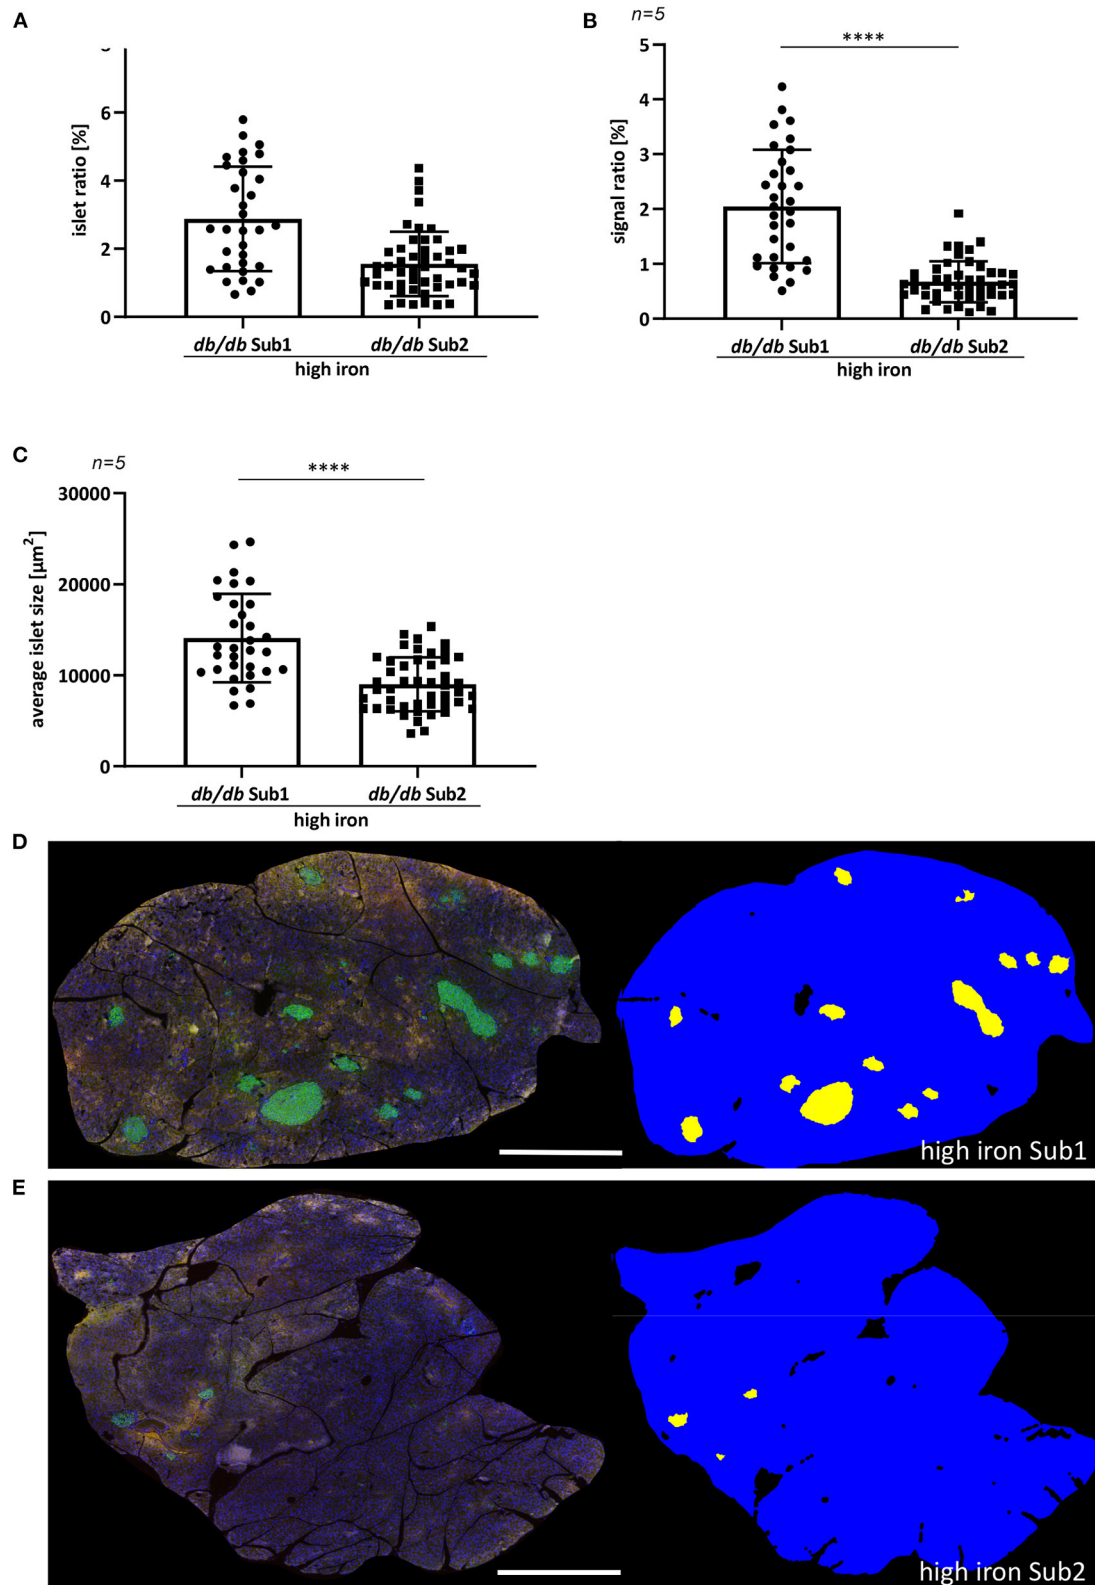 A
islet ratio [%]
6
4
2
0
db/db Sub1
db/db Sub2
high iron
B
n=5
****
signal ratio [%]
5
4
3
2
1
0
db/db Sub1
db/db Sub2
high iron
C
n=5
****
average islet size [µm²]
30000
20000
10000
0
db/db Sub1
db/db Sub2
high iron
D
high iron Sub1
E
high iron Sub2